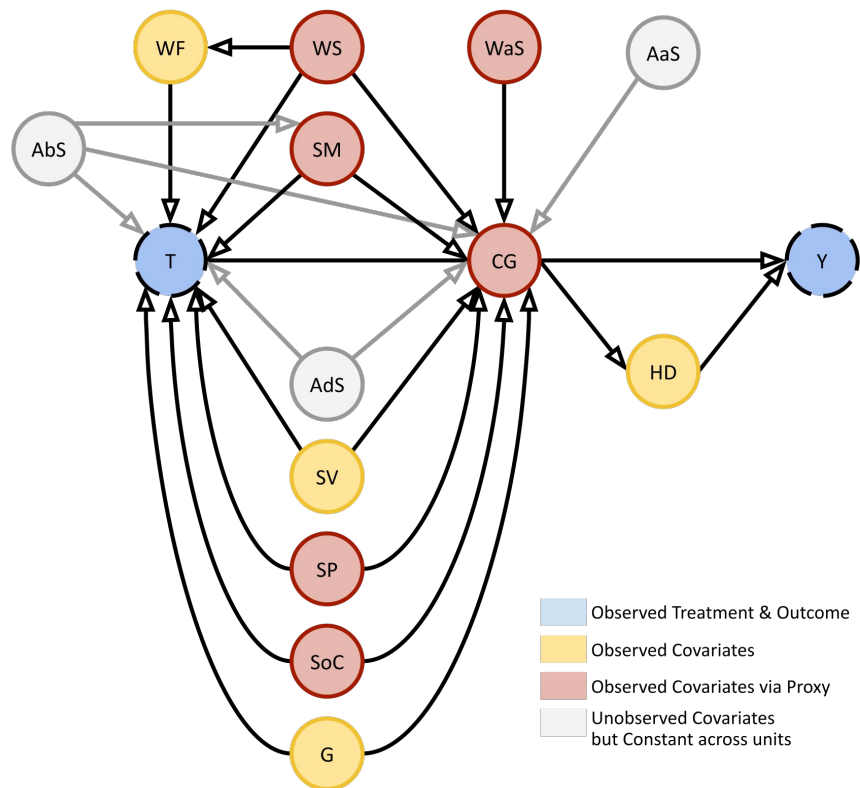 WF
WS
WaS
AaS
AbS
SM
T
CG
Y
HD
AdS
SV
SP
SoC
G
Observed Treatment & Outcome
Observed Covariates
Observed Covariates via Proxy
Unobserved Covariates
but Constant across units